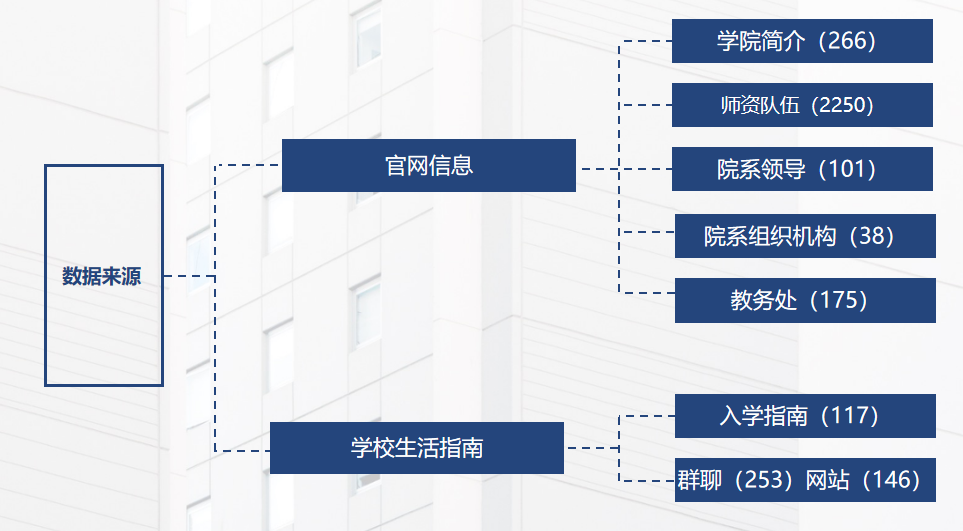 数据来源
官网信息
学院简介（266）
师资队伍（2250）
院系领导（101）
院系组织机构（38）
教务处（175）
学校生活指南
入学指南（117）
群聊（253）网站（146）